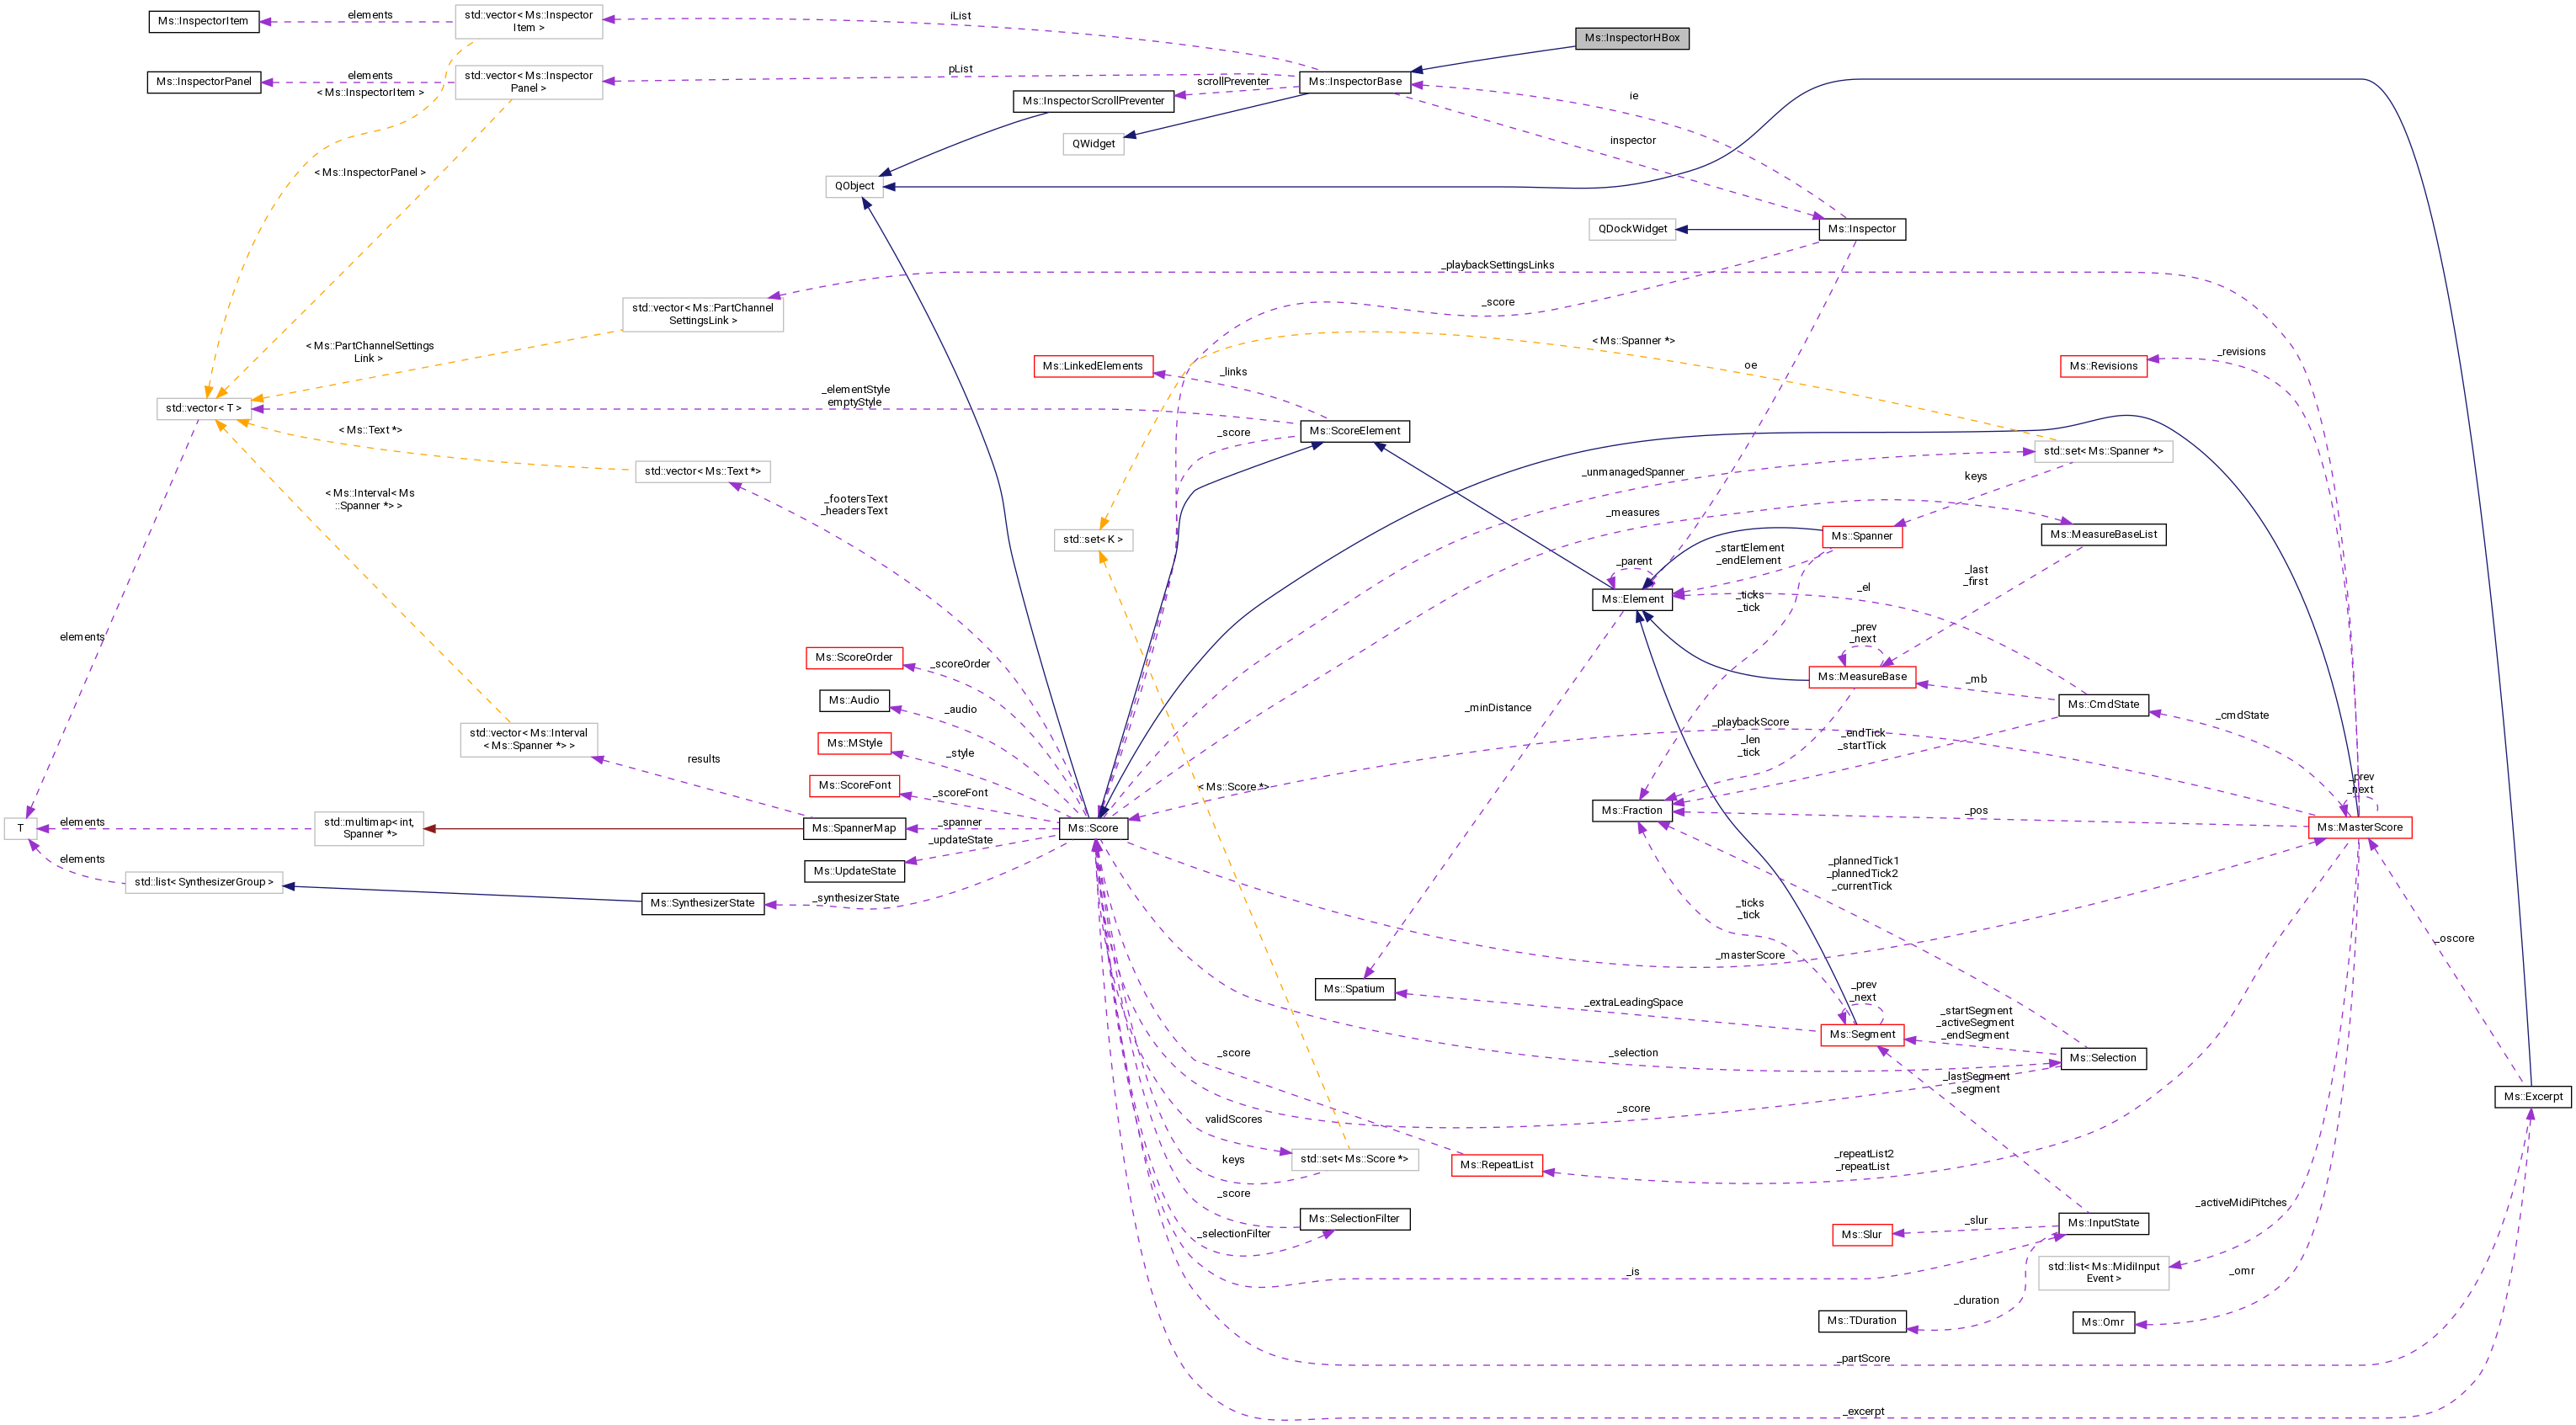 Ms::InspectorItem
elements
std::vector< Ms::Inspector
Item >
iList
Ms::InspectorHBox
Ms::InspectorPanel
elements
< Ms::InspectorItem >
std::vector< Ms::Inspector
Panel >
pList
scrollPreventer
Ms::InspectorBase
Ms::InspectorScrollPreventer
ie
QWidget
inspector
< Ms::InspectorPanel >
QObject
QDockWidget
Ms::Inspector
_playbackSettingsLinks
std::vector< Ms::PartChannel
SettingsLink >
_score
< Ms::PartChannelSettings
Link >
< Ms::Spanner *>
_revisions
Ms::LinkedElements
_links
oe
Ms::Revisions
_elementStyle
emptyStyle
std::vector< T >
< Ms::Text *>
_score
Ms::ScoreElement
std::set< Ms::Spanner *>
std::vector< Ms::Text *>
_unmanagedSpanner
keys
< Ms::Interval< Ms
::Spanner *> >
_footersText
_headersText
_measures
std::set< K >
Ms::Spanner
Ms::MeasureBaseList
_startElement
_endElement
_parent
_last
_first
Ms::Element
_ticks
_tick
_el
elements
_prev
_next
Ms::ScoreOrder
_scoreOrder
Ms::MeasureBase
_mb
Ms::Audio
_audio
_minDistance
Ms::CmdState
_cmdState
std::vector< Ms::Interval
< Ms::Spanner *> >
Ms::MStyle
_style
_playbackScore
_len
_tick
_endTick
_startTick
results
Ms::ScoreFont
_scoreFont
< Ms::Score *>
_prev
_next
Ms::Fraction
_pos
T
elements
std::multimap< int,
Spanner *>
Ms::SpannerMap
_spanner
Ms::Score
Ms::MasterScore
_updateState
elements
std::list< SynthesizerGroup >
Ms::UpdateState
_plannedTick1
_plannedTick2
_currentTick
Ms::SynthesizerState
_synthesizerState
_ticks
_tick
_masterScore
_oscore
Ms::Spatium
_extraLeadingSpace
_prev
_next
Ms::Segment
_startSegment
_activeSegment
_endSegment
_score
_selection
Ms::Selection
_lastSegment
_segment
Ms::Excerpt
validScores
_score
keys
std::set< Ms::Score *>
Ms::RepeatList
_repeatList2
_repeatList
_score
Ms::SelectionFilter
_selectionFilter
_activeMidiPitches
Ms::Slur
_slur
Ms::InputState
_is
std::list< Ms::MidiInput
Event >
_omr
_duration
Ms::TDuration
Ms::Omr
_partScore
_excerpt